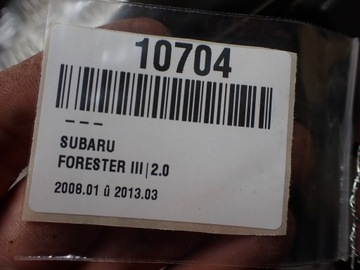 10704
---
SUBARU
FORESTER III|2.0
2008.01 û 2013.03